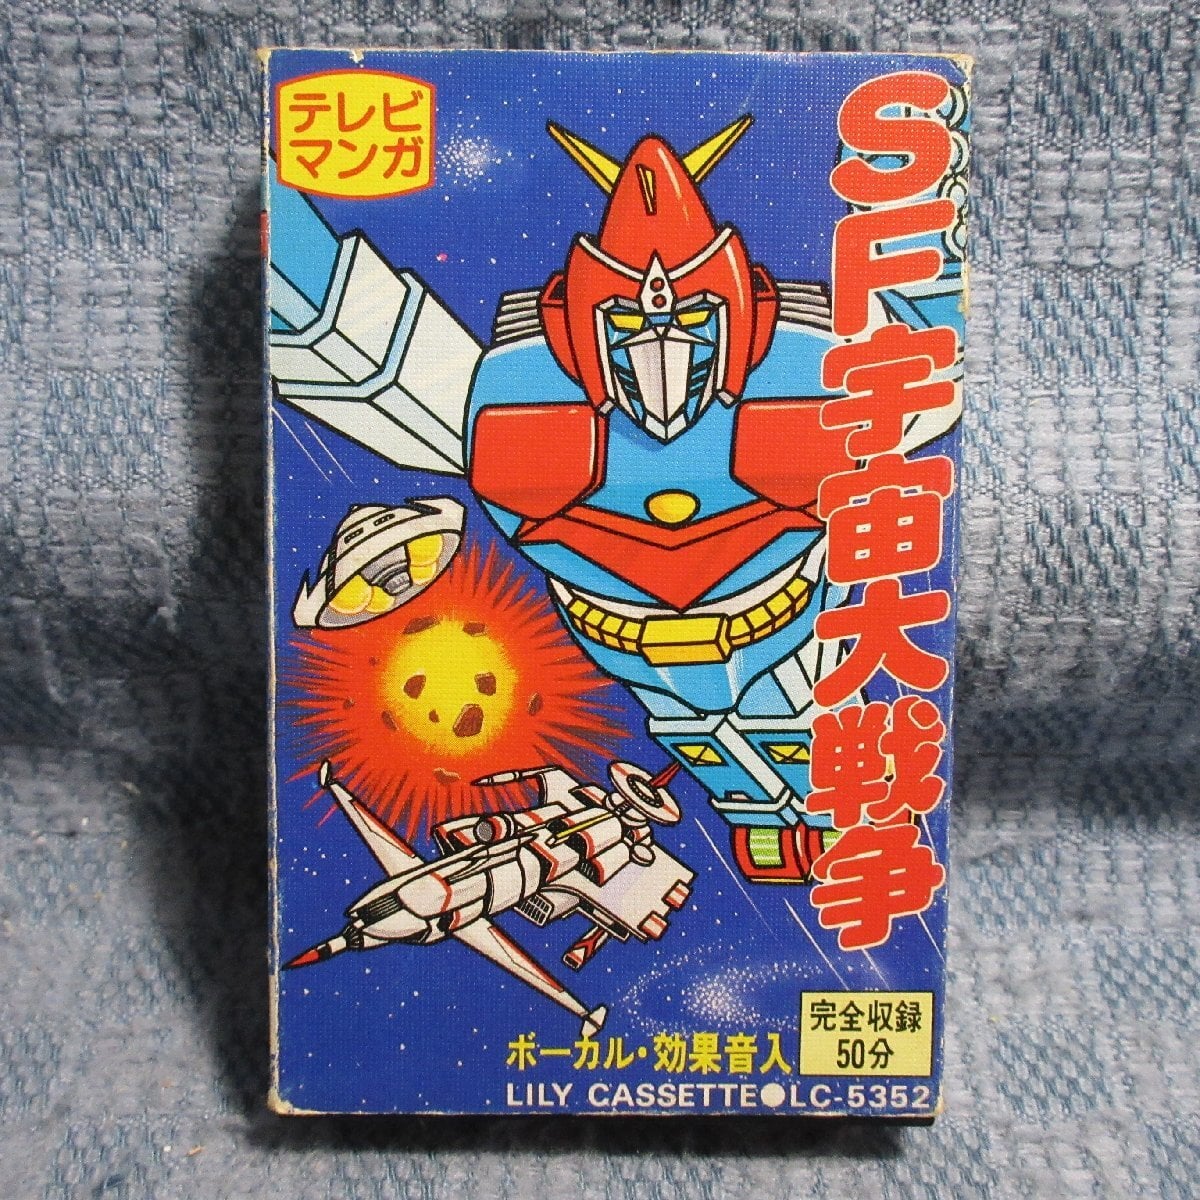 テレビ
マンガ
SF宇宙大戦争
ボーカル・効果音入
完全収録
50分
LILY CASSETTE●LC-5352